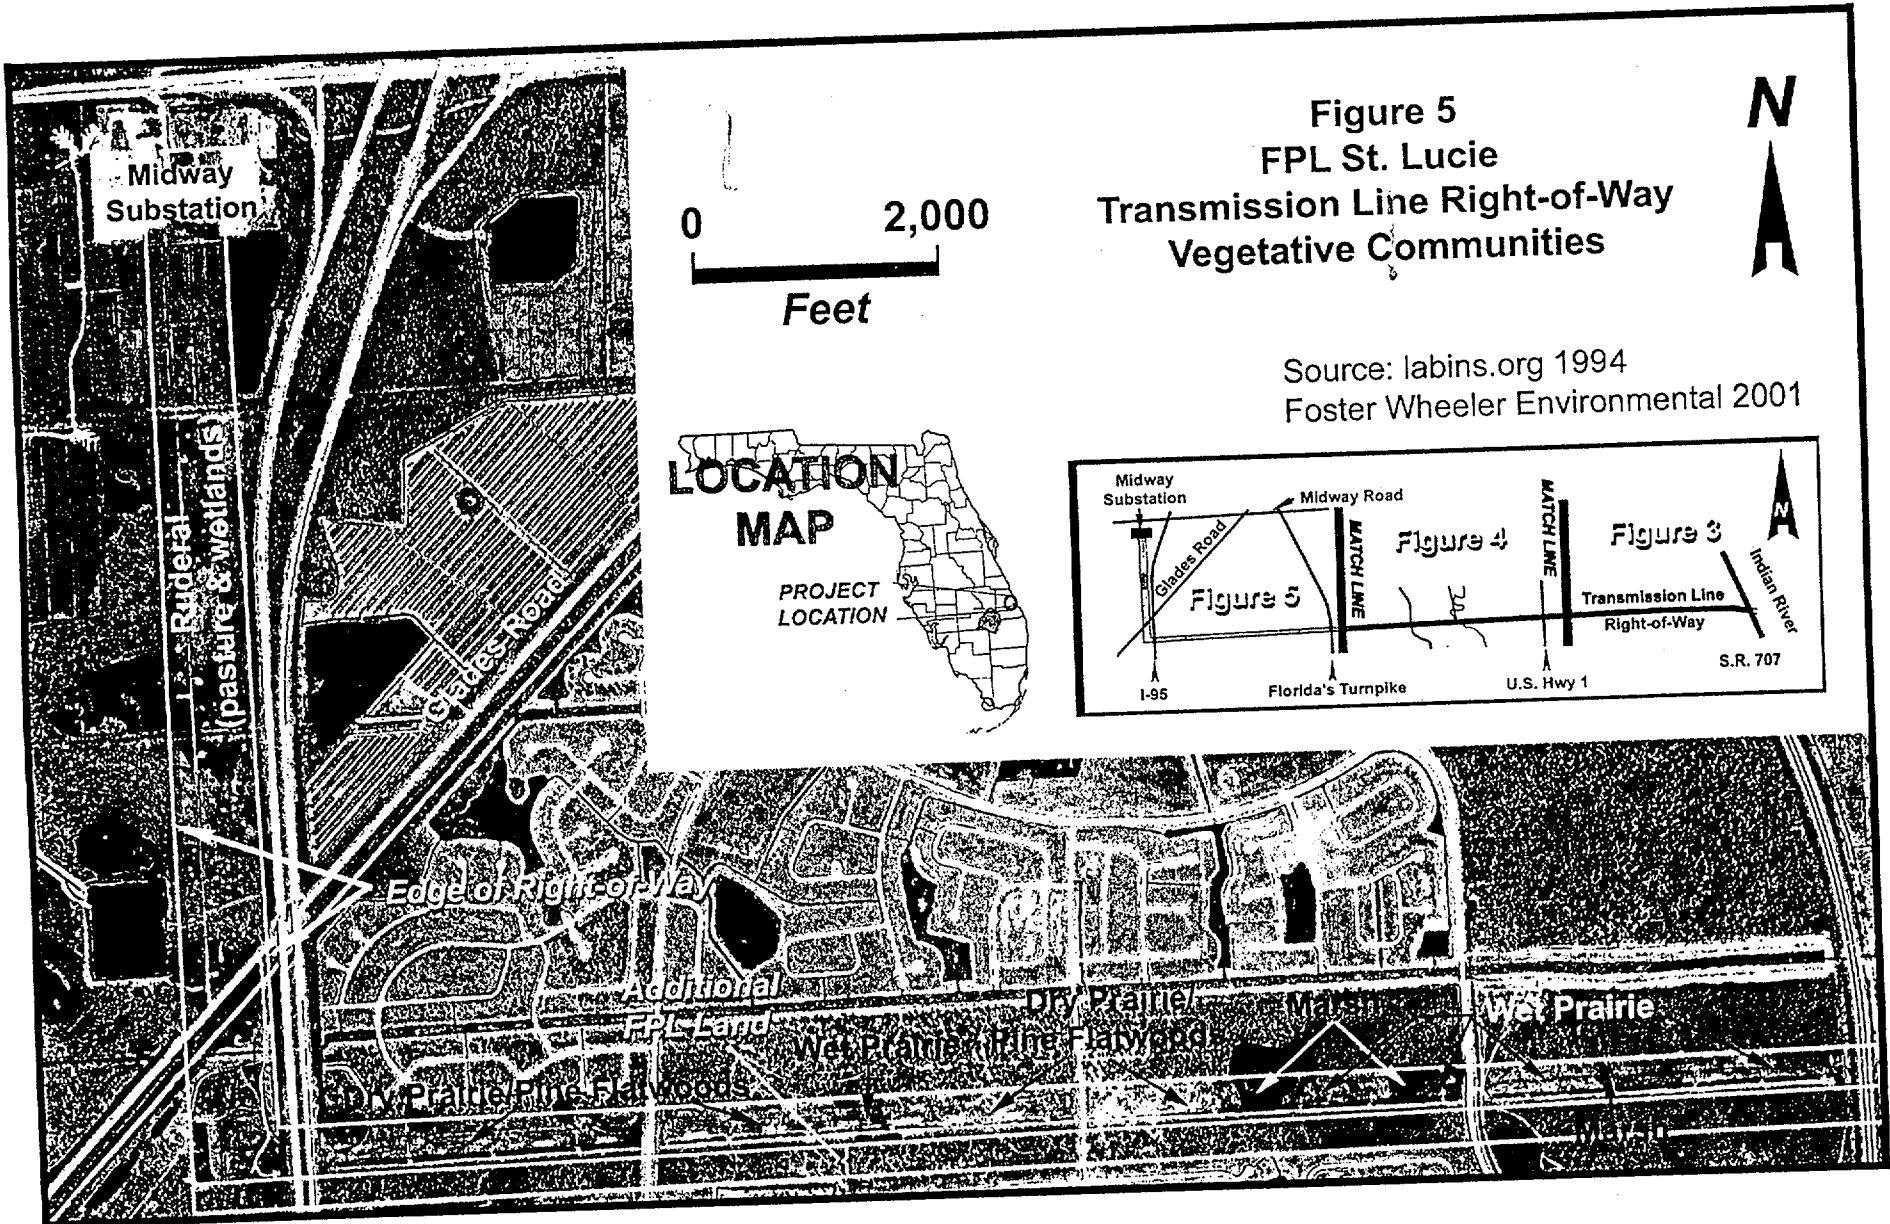 Figure 5
FPL St. Lucie
Transmission Line Right-of-Way
Vegetative Communities
N
0 2,000
Feet
Source: labins.org 1994
Foster Wheeler Environmental 2001
LOCATION
MAP
PROJECT
LOCATION
Midway
Substation
Midway Road
Glades Road
Figure 5
MATCH LINE
Figure 4
MATCH LINE
Figure 3
N
Indian River
Transmission Line
Right-of-Way
S.R. 707
I-95
Florida's Turnpike
U.S. Hwy 1
Midway
Substation
Ruderal
(pasture & wetlands)
Glades Road
Edge of Right-of-Way
Additional
FPL Land
Dry Prairie/Pine Flatwoods
Wet Prairie
Dry Prairie/
Pine Flatwoods
Marsh
Wet Prairie
Marsh